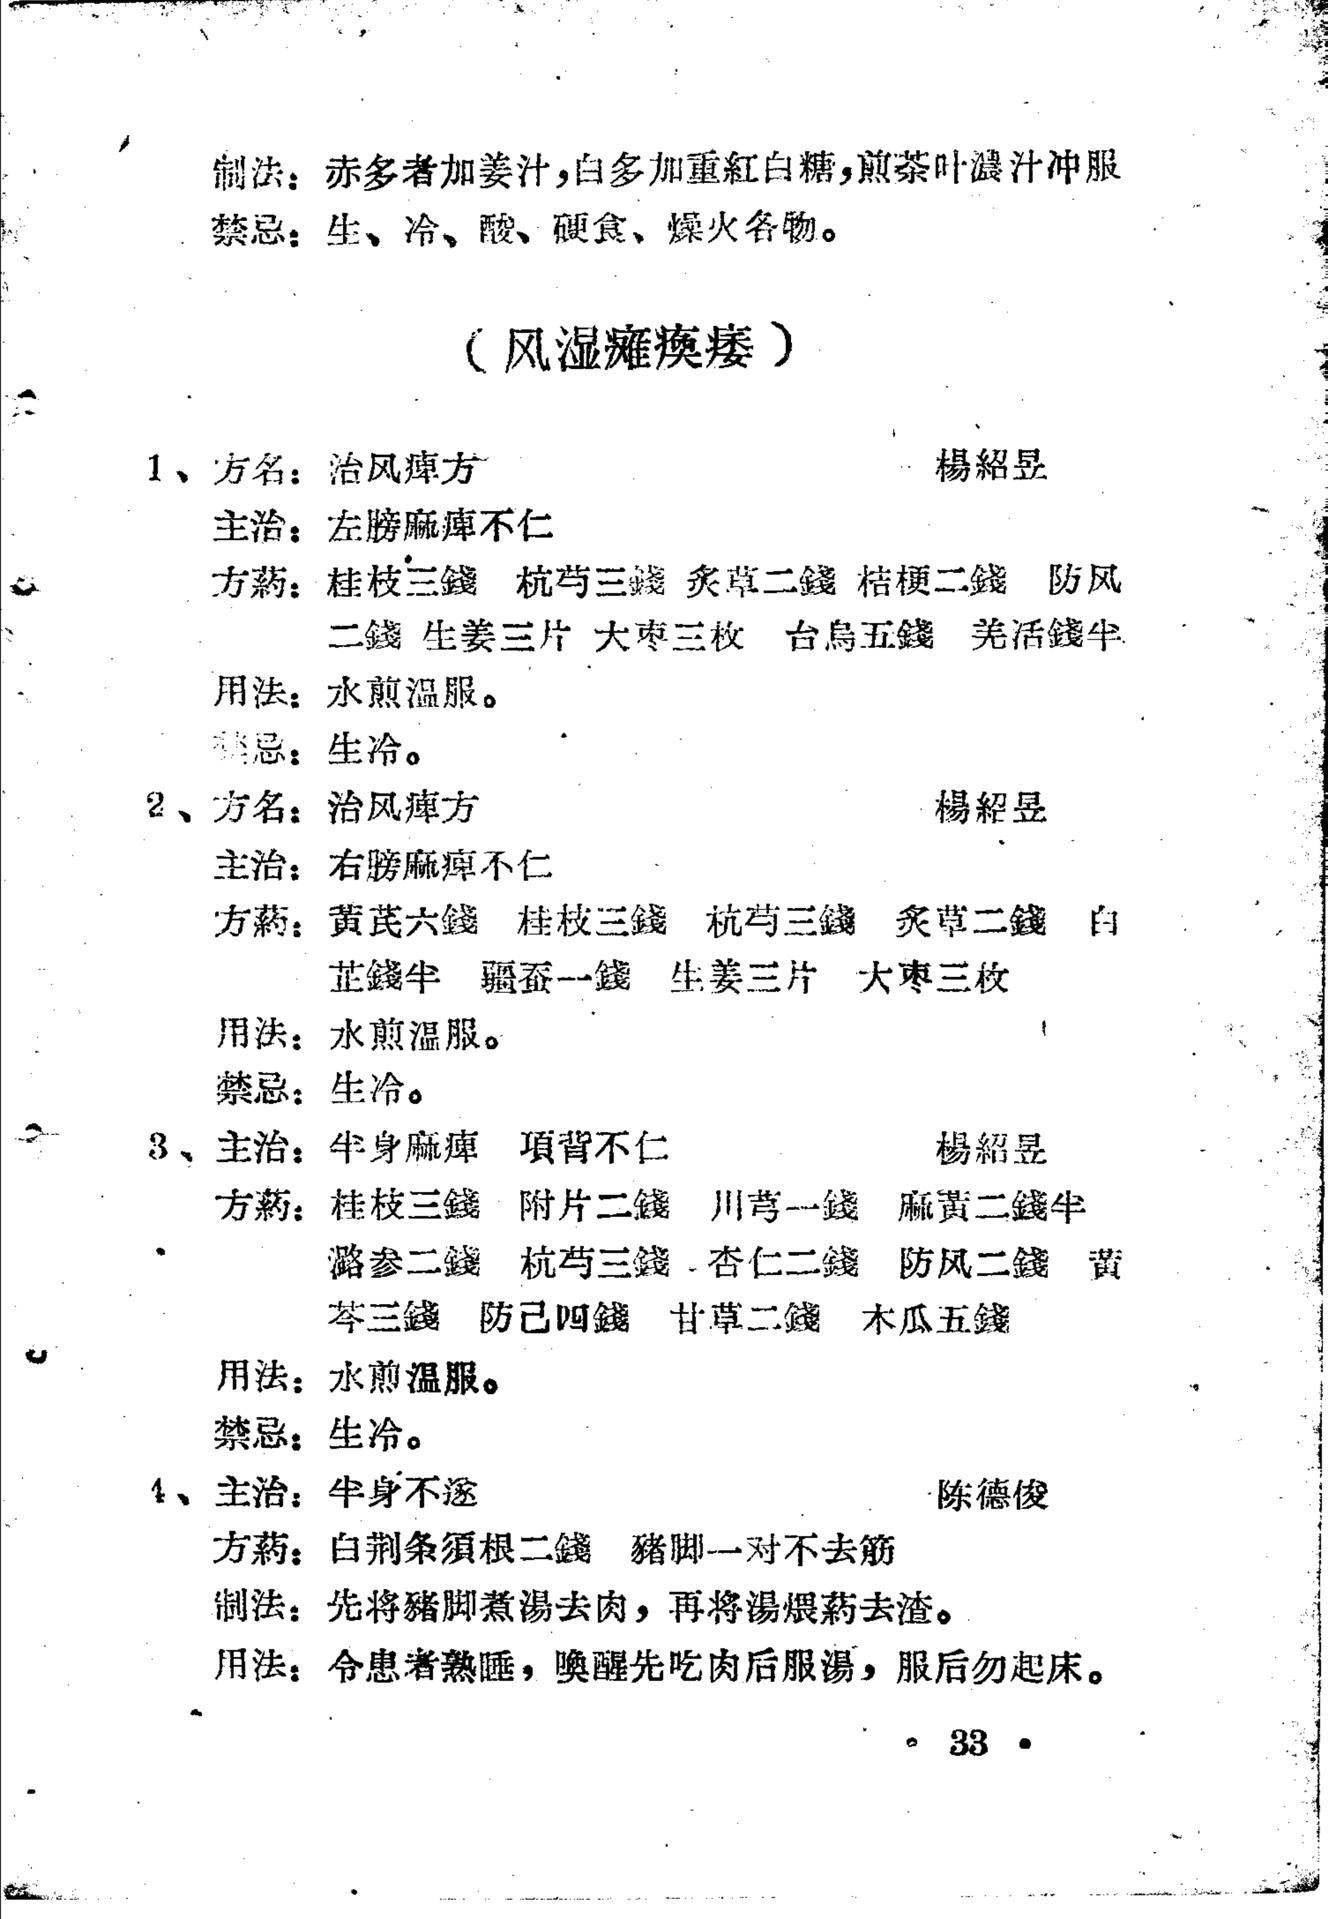 制法：赤多者加姜汁，白多加重紅白糖，煎茶叶濃汁冲服
禁忌：生、冷、酸、硬食、燥火各物。
（风湿瘫瘓痿）
1、方名：治风痺方 楊紹昱
主治：左膀麻痺不仁
方葯：桂枝三錢 杭芍三錢 炙草二錢 桔梗二錢 防风
二錢 生姜三片 大枣三枚 台烏五錢 羌活錢半
用法：水煎溫服。
禁忌：生冷。
2、方名：治风痺方 楊紹昱
主治：右膀麻痺不仁
方葯：黄芪六錢 桂枝三錢 杭芍三錢 炙草二錢 白
芷錢半 疆蚕一錢 生姜三片 大枣三枚
用法：水煎溫服。
禁忌：生冷。
3、主治：半身麻痺 項背不仁 楊紹昱
方葯：桂枝三錢 附片二錢 川芎一錢 麻黃二錢半
潞参二錢 杭芍三錢 杏仁二錢 防风二錢 黃
芩三錢 防己四錢 甘草二錢 木瓜五錢
用法：水煎温服。
禁忌：生冷。
4、主治：半身不遂 陈德俊
方葯：白荆条須根二錢 豬脚一对不去筋
制法：先将豬脚煮湯去肉，再将湯煨葯去渣。
用法：令患者熟睡，喚醒先吃肉后服湯，服后勿起床。
• 33 •